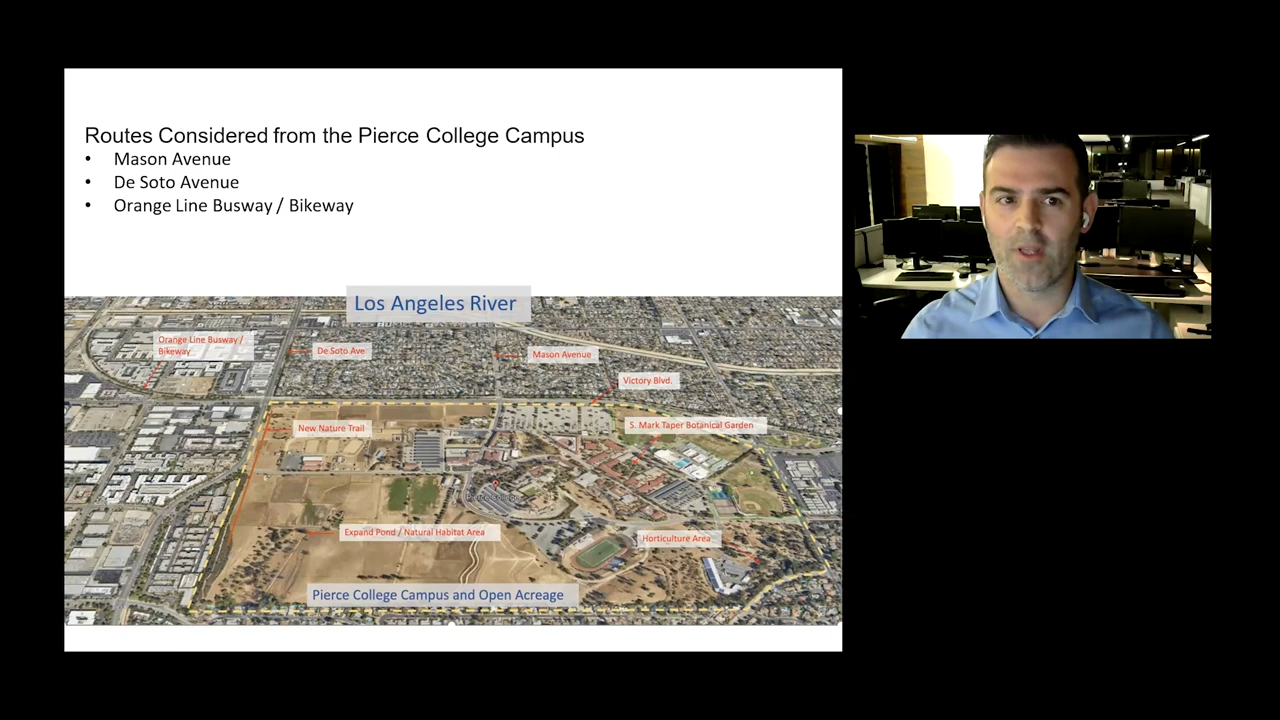 Routes Considered from the Pierce College Campus
• Mason Avenue
• De Soto Avenue
• Orange Line Busway / Bikeway
Los Angeles River
Orange Line Busway /
Bikeway
De Soto Ave
Mason Avenue
Victory Blvd.
New Nature Trail
S. Mark Taper Botanical Garden
Pierce College
Expand Pond / Natural Habitat Area
Horticulture Area
Pierce College Campus and Open Acreage